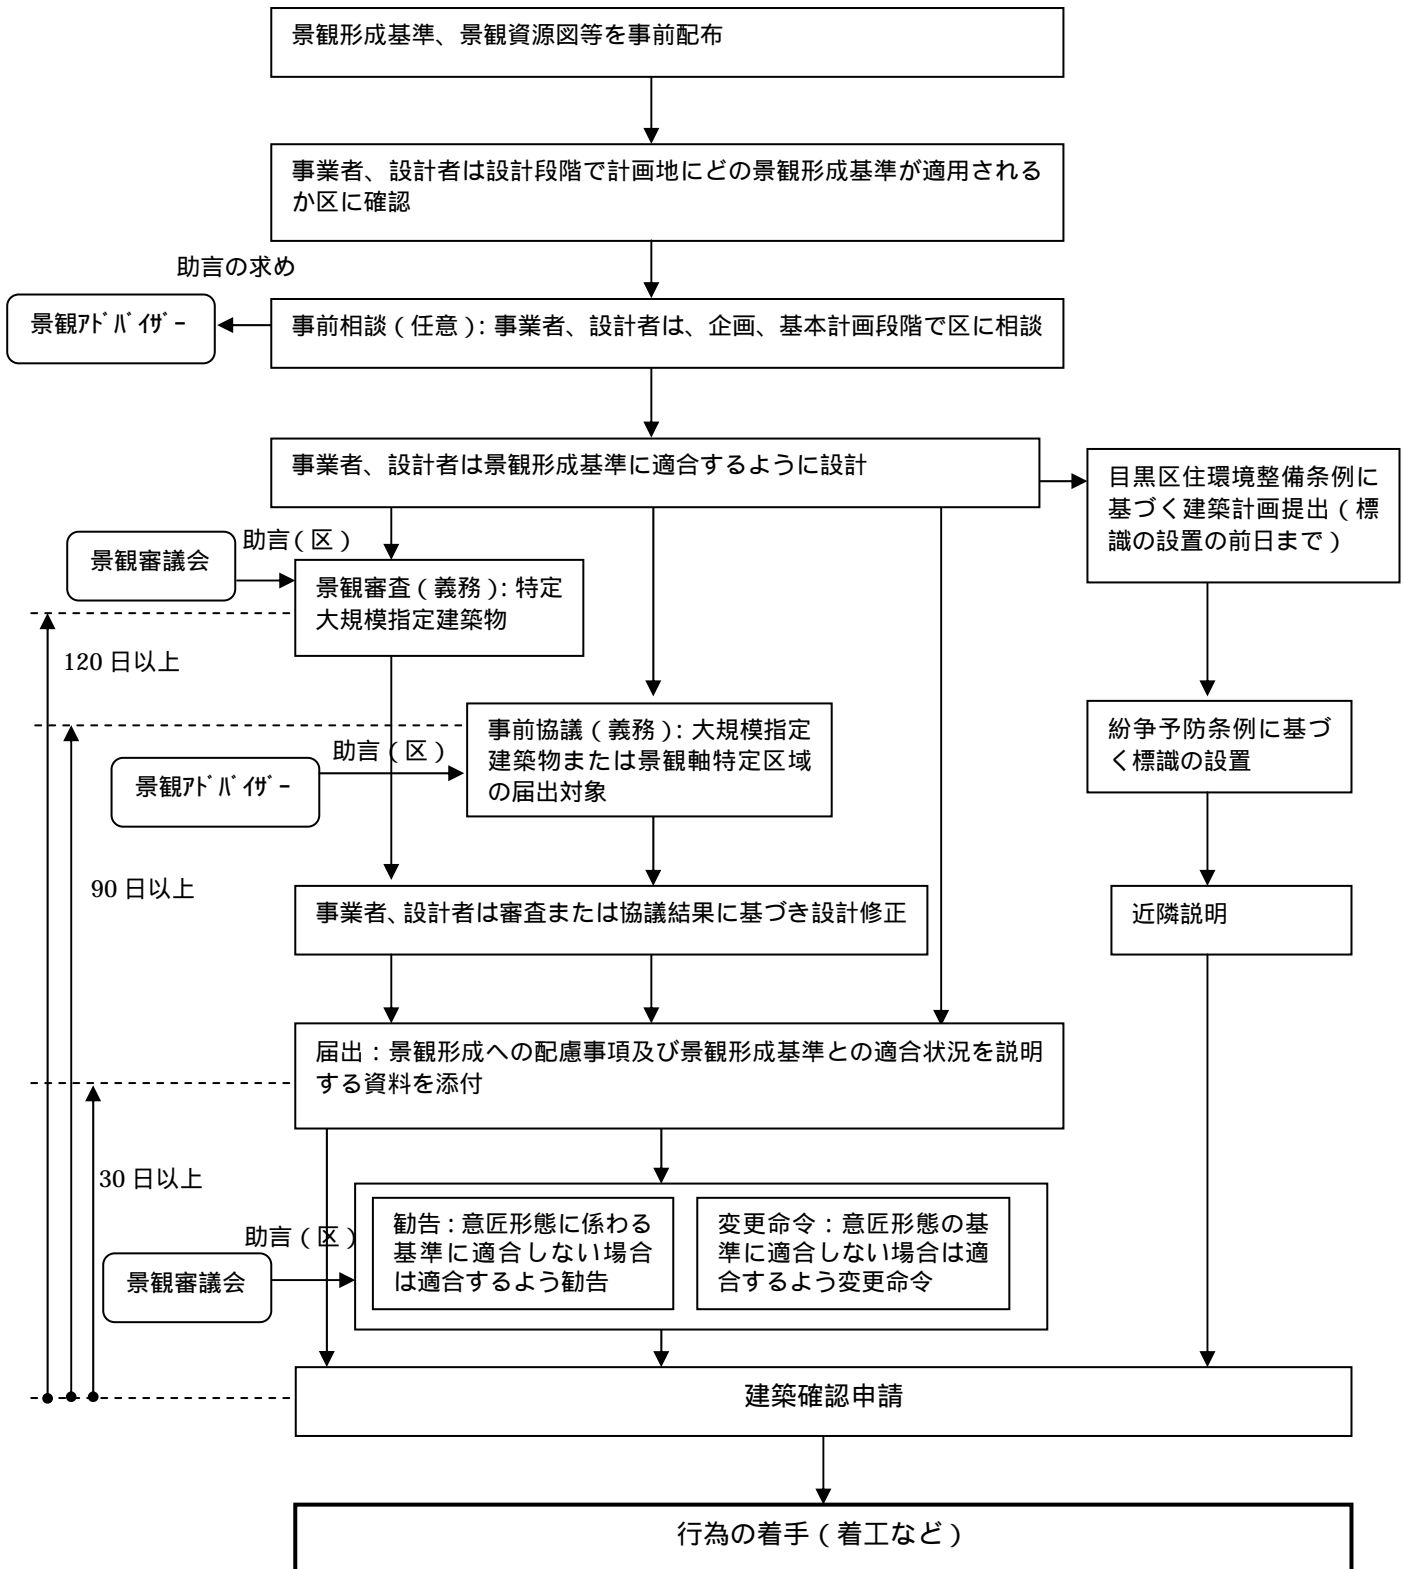 景観形成基準、景観資源図等を事前配布
事業者、設計者は設計段階で計画地にどの景観形成基準が適用される
か区に確認
助言の求め
景観ｱﾄﾞﾊﾞｲｻﾞｰ
事前相談（任意）：事業者、設計者は、企画、基本計画段階で区に相談
事業者、設計者は景観形成基準に適合するように設計
目黒区住環境整備条例に
基づく建築計画提出（標
識の設置の前日まで）
景観審議会
助言（区）
景観審査（義務）：特定
大規模指定建築物
120 日以上
事前協議（義務）：大規模指定
建築物または景観軸特定区域
の届出対象
助言（区）
景観ｱﾄﾞﾊﾞｲｻﾞｰ
紛争予防条例に基づ
く標識の設置
90 日以上
事業者、設計者は審査または協議結果に基づき設計修正
近隣説明
届出：景観形成への配慮事項及び景観形成基準との適合状況を説明
する資料を添付
30 日以上
助言（区）
景観審議会
勧告：意匠形態に係わる
基準に適合しない場合
は適合するよう勧告
変更命令：意匠形態の基
準に適合しない場合は適
合するよう変更命令
建築確認申請
行為の着手（着工など）